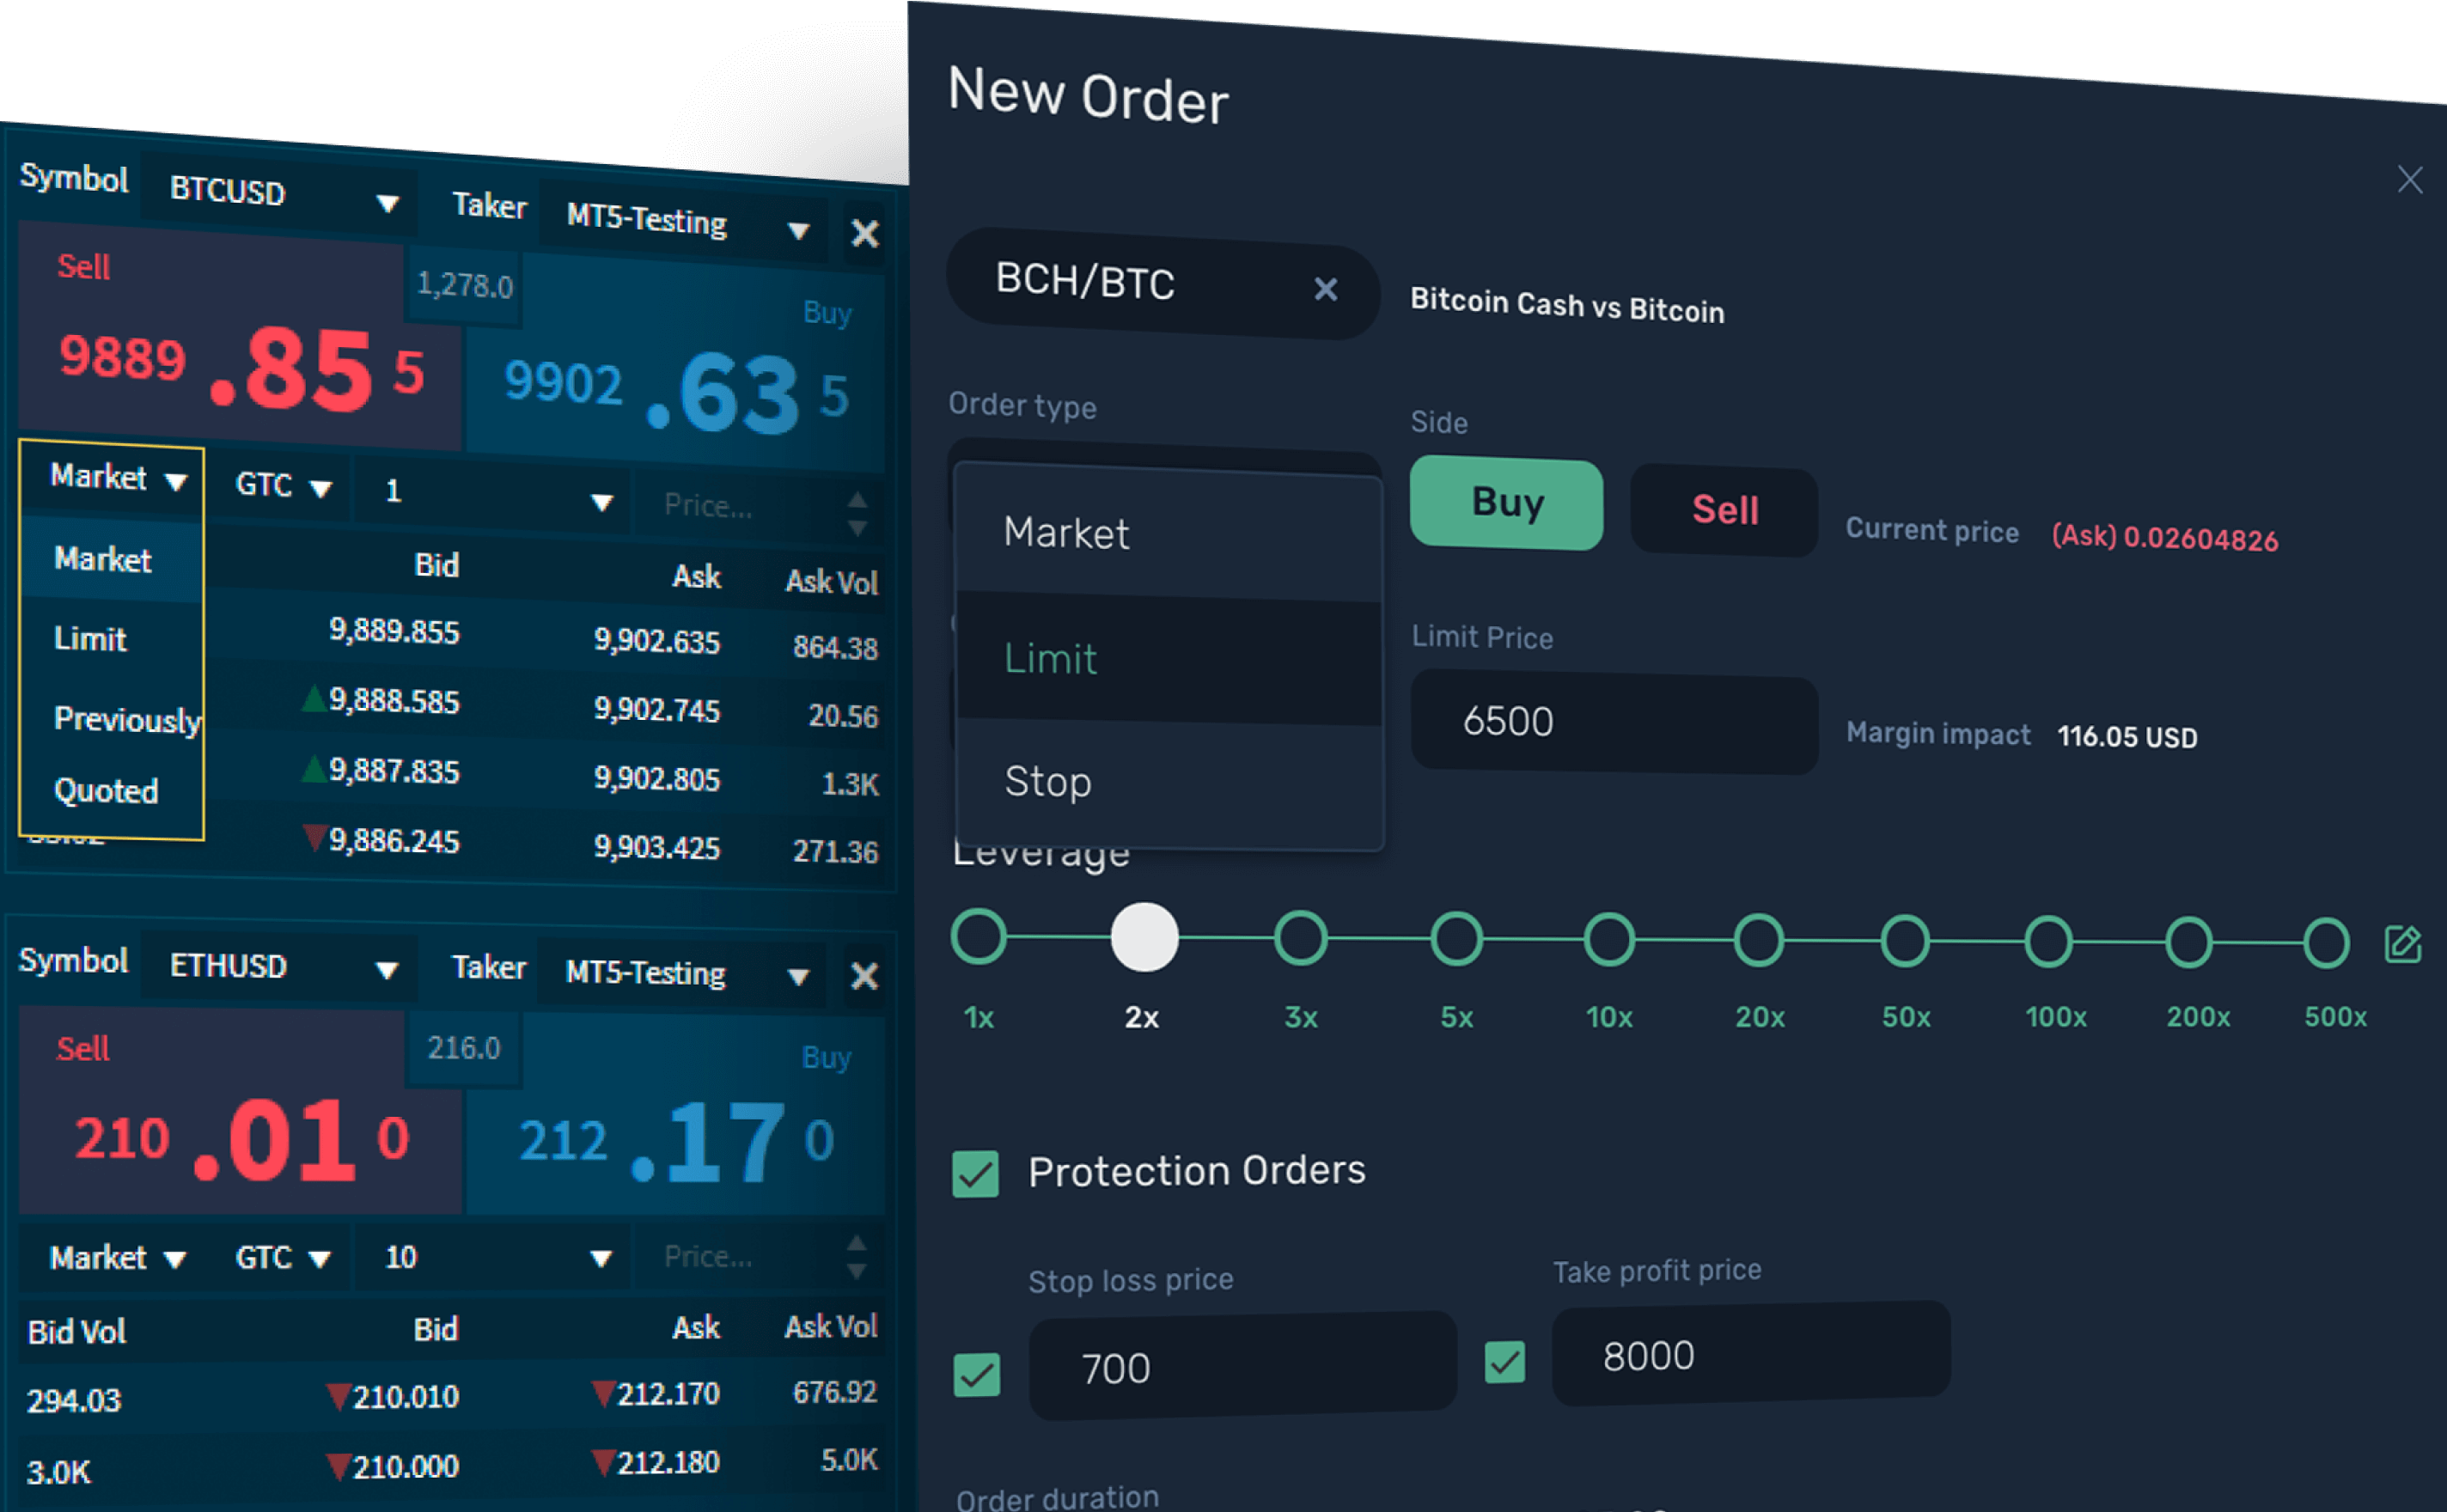 Symbol BTCUSD Taker MT5-Testing
Sell 1,278.0 Buy
9889 .85 5 9902 .63 5
Market GTC 1 Price...
Market
Limit
Previously
Quoted
Bid Ask Ask Vol
9,889.855 9,902.635 864.38
9,888.585 9,902.745 20.56
9,887.835 9,902.805 1.3K
9,886.245 9,903.425 271.36
Symbol ETHUSD Taker MT5-Testing
Sell 216.0 Buy
210 .01 0 212 .17 0
Market GTC 10 Price...
Bid Vol Bid Ask Ask Vol
294.03 210.010 212.170 676.92
3.0K 210.000 212.180 5.0K
New Order
BCH/BTC Bitcoin Cash vs Bitcoin
Order type
Market
Limit
Stop
Side
Buy Sell Current price (Ask) 0.02604826
Limit Price
6500 Margin impact 116.05 USD
Leverage
1x 2x 3x 5x 10x 20x 50x 100x 200x 500x
Protection Orders
Stop loss price Take profit price
700 8000
Order duration